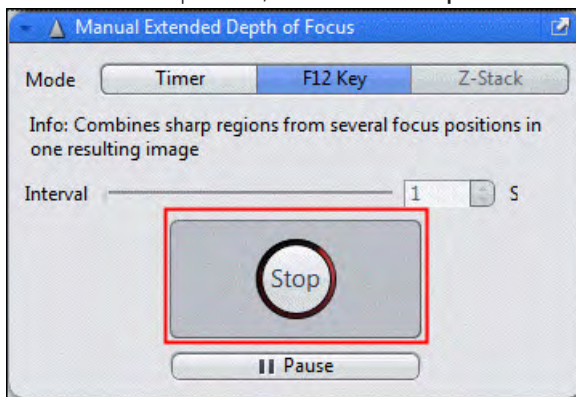 Manual Extended Depth of Focus
Mode Timer F12 Key Z-Stack
Info: Combines sharp regions from several focus positions in
one resulting image
Interval 1 S
Stop
Pause